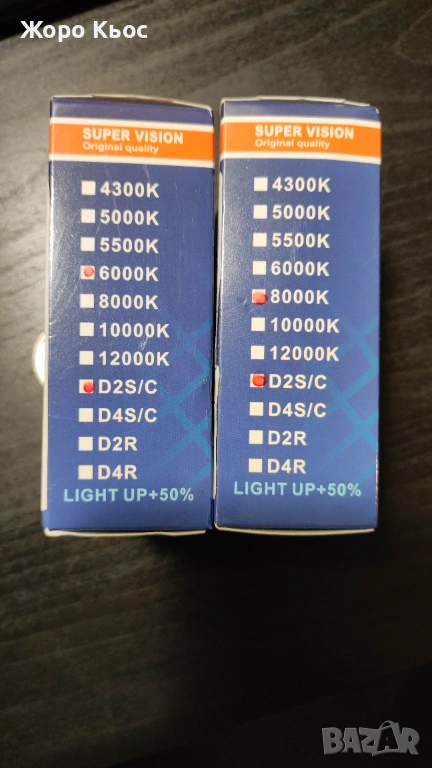 Жоро Кьос
SUPER VISION
Original quality
4300K
5000K
5500K
6000K
8000K
10000K
12000K
D2S/C
D4S/C
D2R
D4R
LIGHT UP+50%
SUPER VISION
Original quality
4300K
5000K
5500K
6000K
8000K
10000K
12000K
D2S/C
D4S/C
D2R
D4R
LIGHT UP+50%
BAZAR